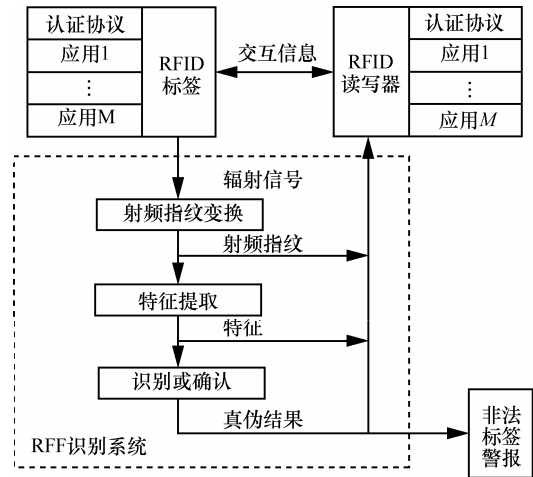 认证协议
应用1
⋮
应用M
RFID
标签
交互信息
RFID
读写器
认证协议
应用1
⋮
应用M
辐射信号
射频指纹变换
射频指纹
特征提取
特征
识别或确认
真伪结果
RFF识别系统
非法
标签
警报